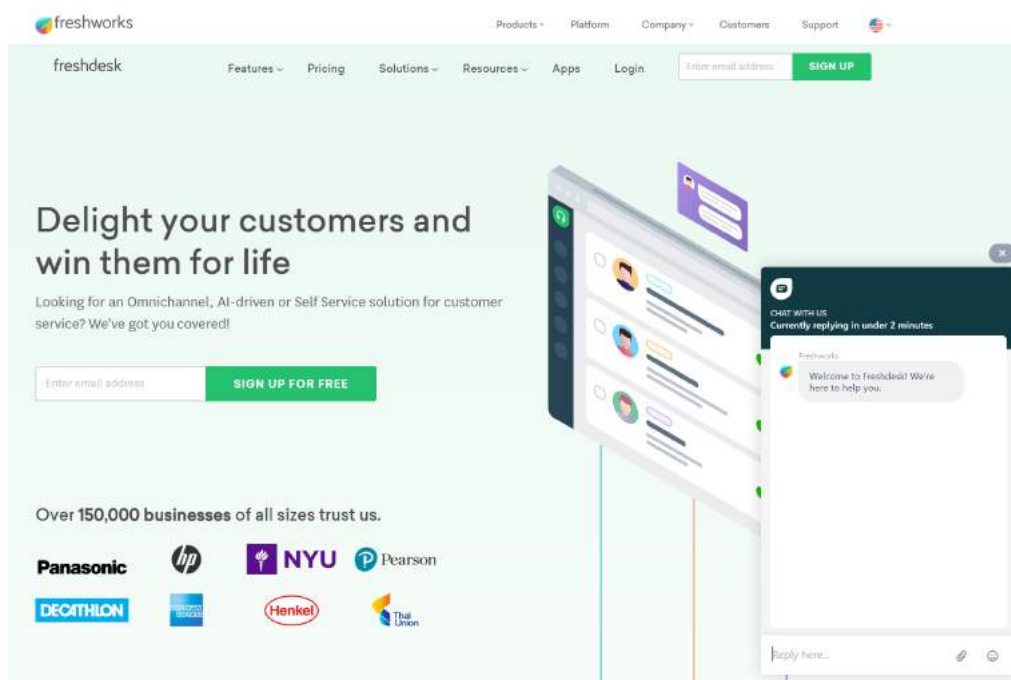 freshworks
Products Platform Company Customers Support
freshdesk
Features Pricing Solutions Resources Apps Login Enter email address SIGN UP
Delight your customers and
win them for life
Looking for an Omnichannel, AI-driven or Self Service solution for customer
service? We've got you covered!
Enter email address SIGN UP FOR FREE
Over 150,000 businesses of all sizes trust us.
Panasonic hp NYU Pearson
DECATHLON AMERICAN EXPRESS Henkel Thai
Union
CHAT WITH US
Currently replying in under 2 minutes
Freshworks
Welcome to Freshdesk! We're
here to help you.
Reply here...